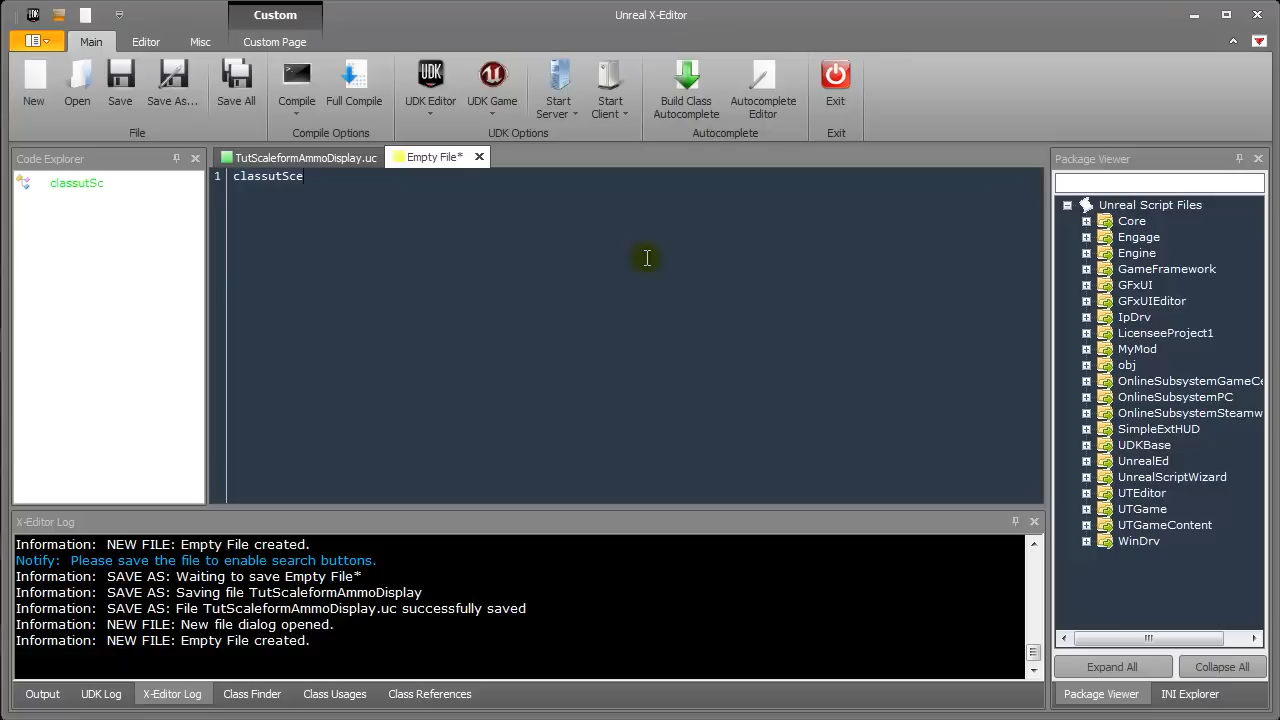 Custom
Unreal X-Editor
Main
Editor
Misc
Custom Page
New
Open
Save
Save As...
Save All
File
Compile
Full Compile
Compile Options
UDK Editor
UDK Game
Start Server
Start Client
UDK Options
Build Class Autocomplete
Autocomplete Editor
Autocomplete
Exit
Exit
Code Explorer
classutSc
TutScaleformAmmoDisplay.uc
Empty File*
1 classutSce
Package Viewer
Unreal Script Files
Core
Engage
Engine
GameFramework
GFxUI
GFxUIEditor
IpDrv
LicenseeProject1
MyMod
obj
OnlineSubsystemGameCe
OnlineSubsystemPC
OnlineSubsystemSteamw
SimpleExtHUD
UDKBase
UnrealEd
UnrealScriptWizard
UTEditor
UTGame
UTGameContent
WinDrv
Expand All
Collapse All
Package Viewer
INI Explorer
X-Editor Log
Information: NEW FILE: Empty File created.
Notify: Please save the file to enable search buttons.
Information: SAVE AS: Waiting to save Empty File*
Information: SAVE AS: Saving file TutScaleformAmmoDisplay
Information: SAVE AS: File TutScaleformAmmoDisplay.uc successfully saved
Information: NEW FILE: New file dialog opened.
Information: NEW FILE: Empty File created.
Output
UDK Log
X-Editor Log
Class Finder
Class Usages
Class References